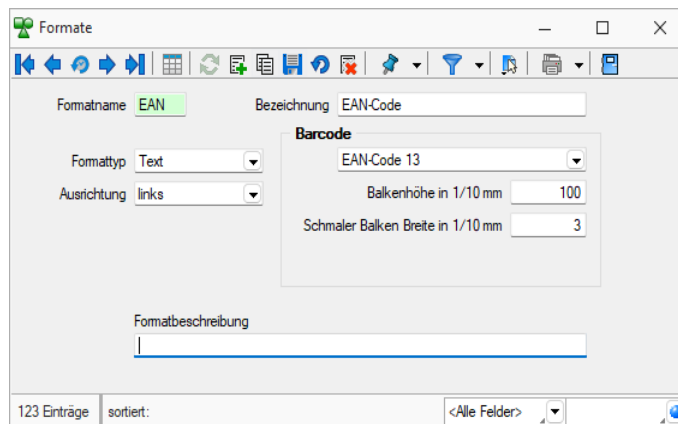 Formate
Formatname EAN Bezeichnung EAN-Code
Barcode
Formattyp Text EAN-Code 13
Ausrichtung links Balkenhöhe in 1/10 mm 100
Schmaler Balken Breite in 1/10 mm 3
Formatbeschreibung
123 Einträge sortiert: <Alle Felder>